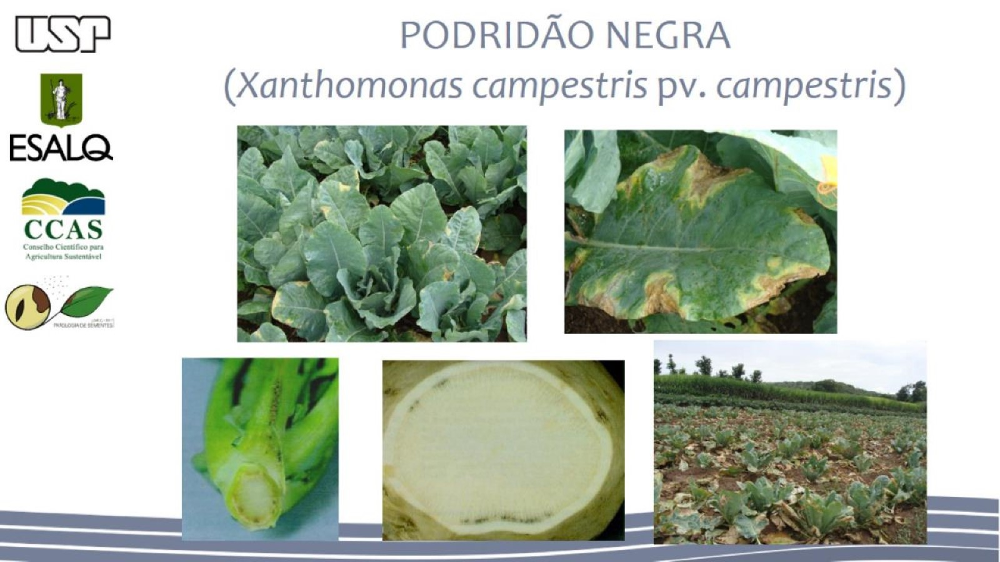 USP
PODRIDÃO NEGRA
(Xanthomonas campestris pv. campestris)
ESALQ
CCAS
Conselho Científico para
Agricultura Sustentável
PATOLOGIA DE SEMENTES